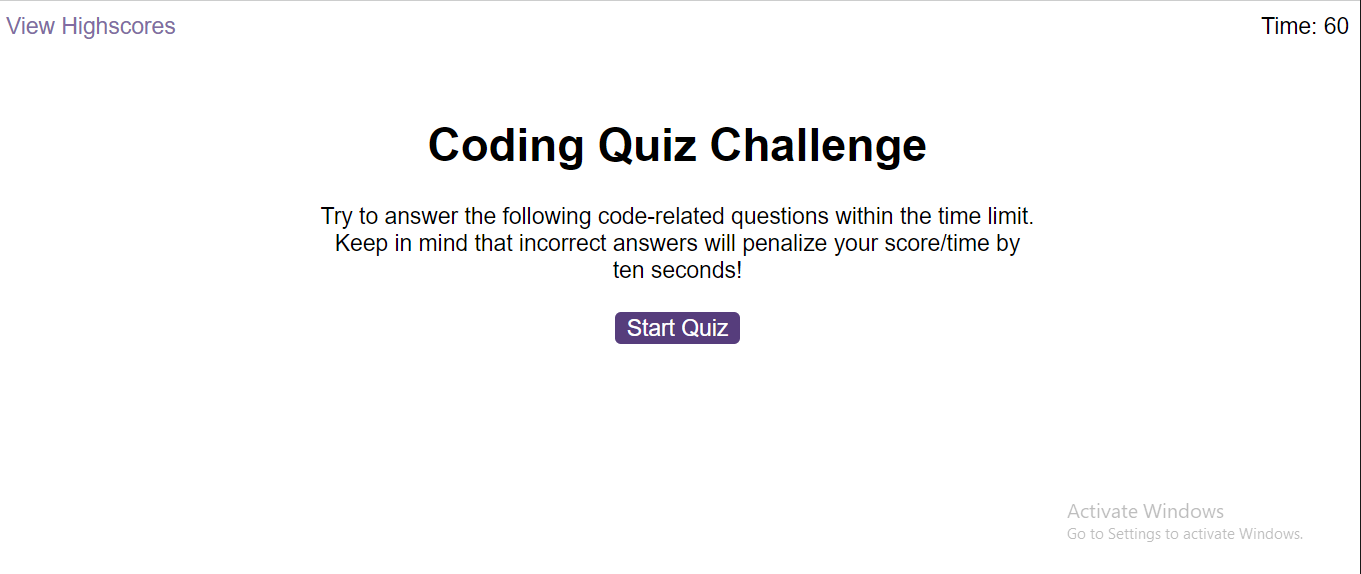 View Highscores
Time: 60
Coding Quiz Challenge
Try to answer the following code-related questions within the time limit.
Keep in mind that incorrect answers will penalize your score/time by
ten seconds!
Start Quiz
Activate Windows
Go to Settings to activate Windows.